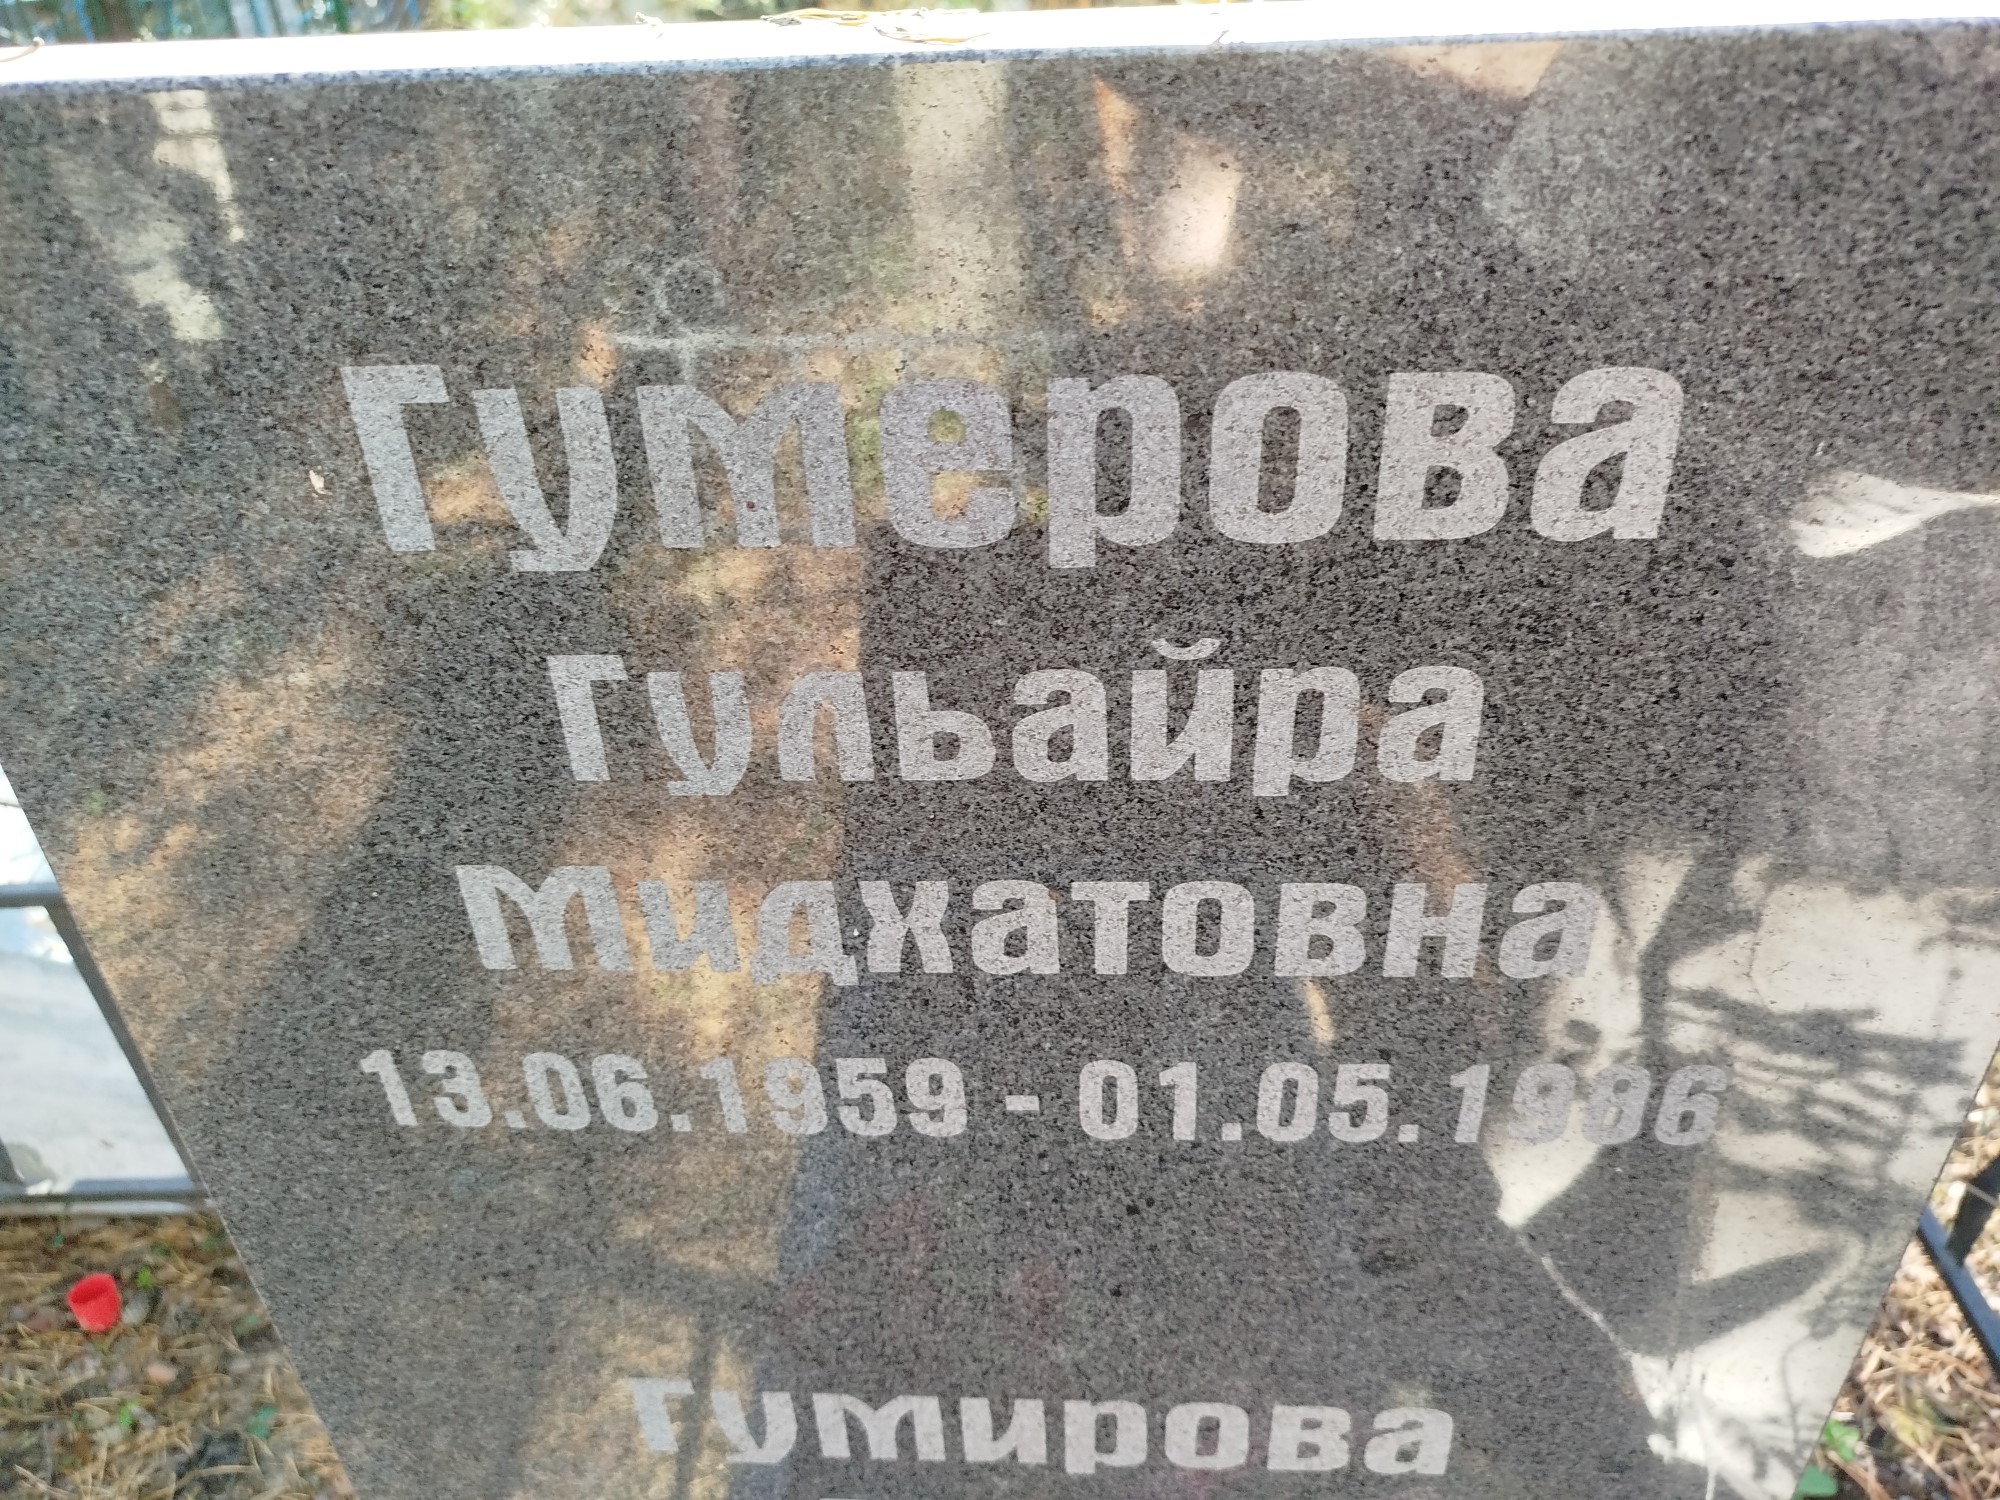 Гумерова
Гульайра
Мидхатовна
13.06.1959 - 01.05.1986
Гумирова